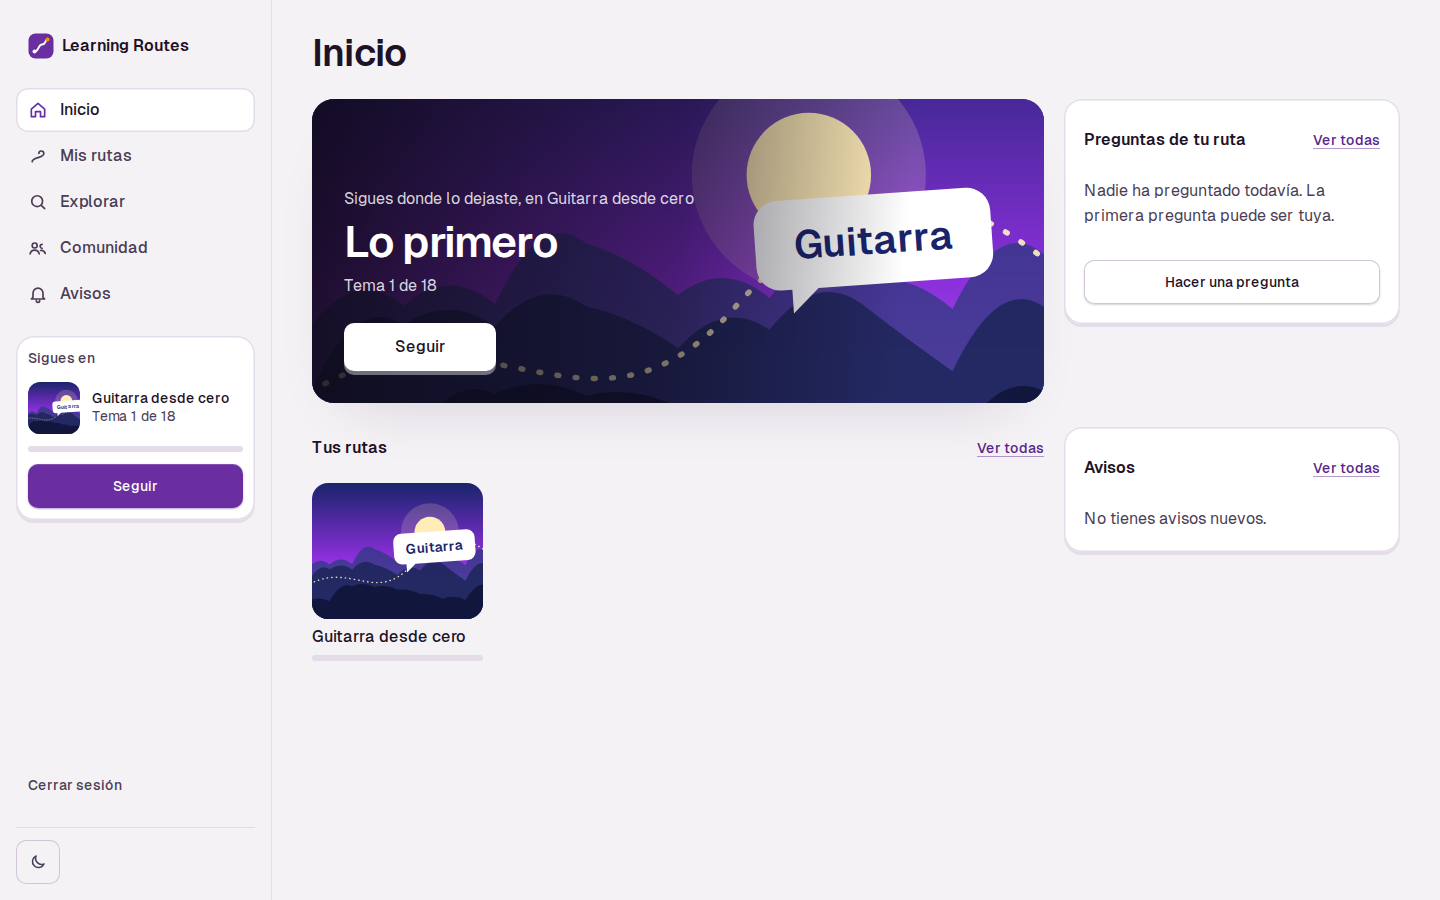 Learning Routes
Inicio
Mis rutas
Explorar
Comunidad
Avisos
Sigues en
Guitarra
Guitarra desde cero
Tema 1 de 18
Seguir
Cerrar sesión
Inicio
Sigues donde lo dejaste, en Guitarra desde cero
Lo primero
Tema 1 de 18
Seguir
Guitarra
Tus rutas
Ver todas
Guitarra
Guitarra desde cero
Preguntas de tu ruta
Ver todas
Nadie ha preguntado todavía. La
primera pregunta puede ser tuya.
Hacer una pregunta
Avisos
Ver todas
No tienes avisos nuevos.